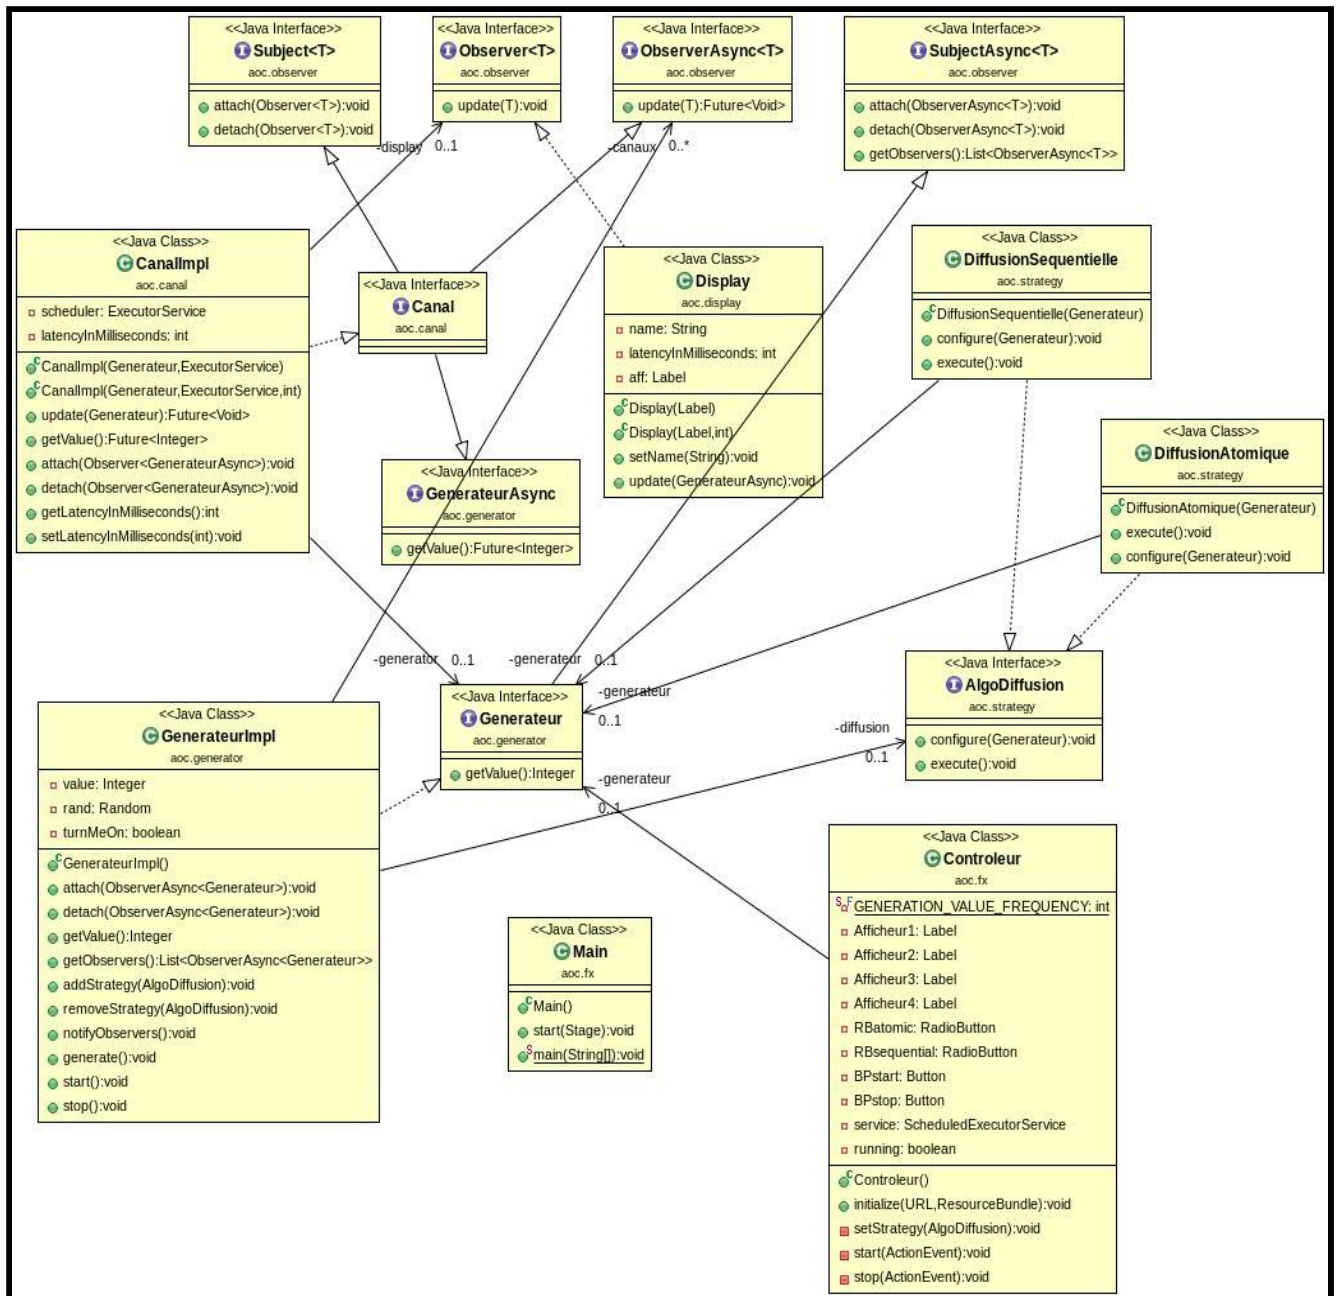 <<Java Interface>>
Subject<T>
aoc.observer
attach(Observer<T>):void
detach(Observer<T>):void
<<Java Interface>>
Observer<T>
aoc.observer
update(T):void
<<Java Interface>>
ObserverAsync<T>
aoc.observer
update(T):Future<Void>
<<Java Interface>>
SubjectAsync<T>
aoc.observer
attach(ObserverAsync<T>):void
detach(ObserverAsync<T>):void
getObservers():List<ObserverAsync<T>>
-display 0..1
-canaux 0..*
<<Java Class>>
CanalImpl
aoc.canal
scheduler: ExecutorService
latencyInMilliseconds: int
CanalImpl(Generateur,ExecutorService)
CanalImpl(Generateur,ExecutorService,int)
update(Generateur):Future<Void>
getValue():Future<Integer>
attach(Observer<GenerateurAsync>):void
detach(Observer<GenerateurAsync>):void
getLatencyInMilliseconds():int
setLatencyInMilliseconds(int):void
<<Java Interface>>
Canal
aoc.canal
<<Java Class>>
Display
aoc.display
name: String
latencyInMilliseconds: int
aff: Label
Display(Label)
Display(Label,int)
setName(String):void
update(GenerateurAsync):void
<<Java Class>>
DiffusionSequentielle
aoc.strategy
DiffusionSequentielle(Generateur)
configure(Generateur):void
execute():void
<<Java Class>>
DiffusionAtomique
aoc.strategy
DiffusionAtomique(Generateur)
execute():void
configure(Generateur):void
<<Java Interface>>
GenerateurAsync
aoc.generator
getValue():Future<Integer>
-generator 0..1
-generateur 0..1
-generateur
0..1
<<Java Interface>>
Generateur
aoc.generator
getValue():Integer
<<Java Interface>>
AlgoDiffusion
aoc.strategy
configure(Generateur):void
execute():void
-diffusion
0..1
-generateur
0..1
<<Java Class>>
GenerateurImpl
aoc.generator
value: Integer
rand: Random
turnMeOn: boolean
GenerateurImpl()
attach(ObserverAsync<Generateur>):void
detach(ObserverAsync<Generateur>):void
getValue():Integer
getObservers():List<ObserverAsync<Generateur>>
addStrategy(AlgoDiffusion):void
removeStrategy(AlgoDiffusion):void
notifyObservers():void
generate():void
start():void
stop():void
<<Java Class>>
Main
aoc.fx
Main()
start(Stage):void
main(String[]):void
<<Java Class>>
Controleur
aoc.fx
GENERATION_VALUE_FREQUENCY: int
Afficheur1: Label
Afficheur2: Label
Afficheur3: Label
Afficheur4: Label
RBatomic: RadioButton
RBsequential: RadioButton
BPstart: Button
BPstop: Button
service: ScheduledExecutorService
running: boolean
Controleur()
initialize(URL,ResourceBundle):void
setStrategy(AlgoDiffusion):void
start(ActionEvent):void
stop(ActionEvent):void